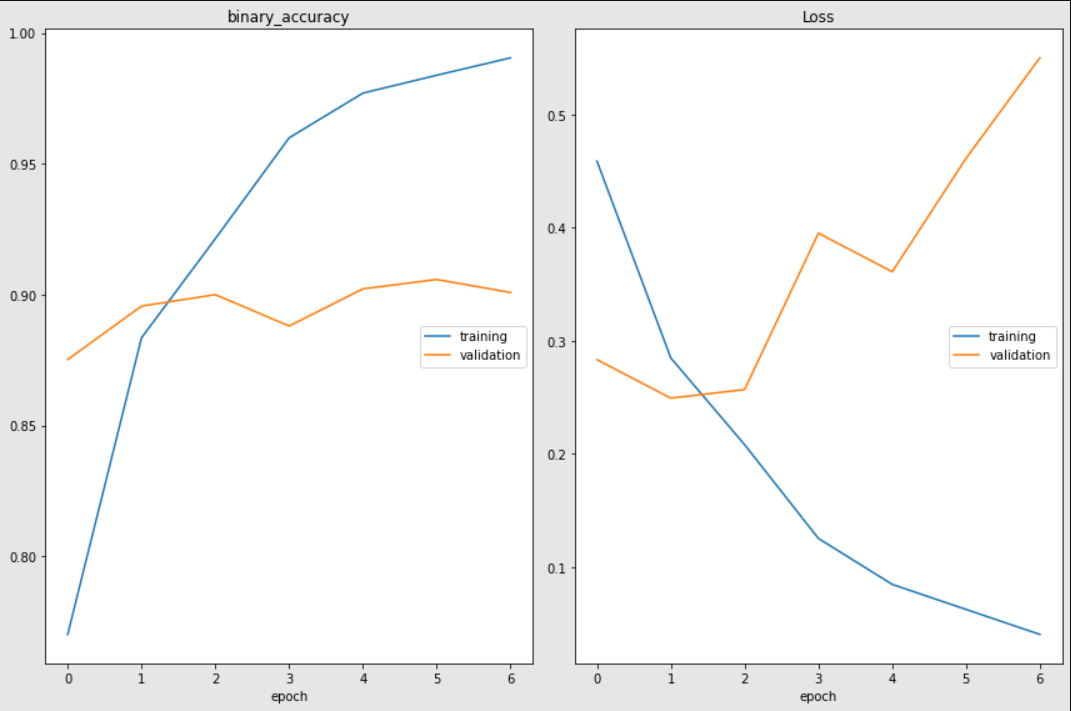 binary_accuracy
1.00
0.95
0.90
0.85
0.80
training
validation
0 1 2 3 4 5 6
epoch
Loss
0.5
0.4
0.3
0.2
0.1
training
validation
0 1 2 3 4 5 6
epoch